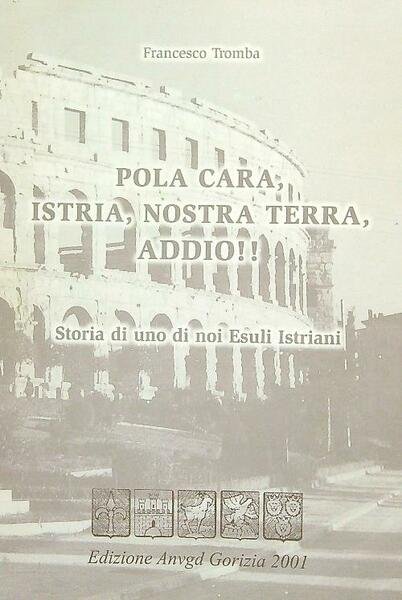 Francesco Tromba
POLA CARA,
ISTRIA, NOSTRA TERRA,
ADDIO!!
Storia di uno di noi Esuli Istriani
Edizione Anvgd Gorizia 2001